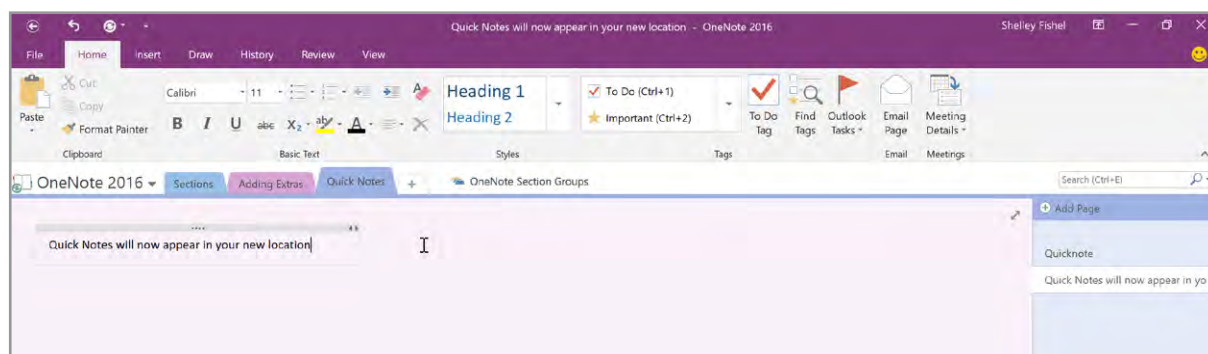 Quick Notes will now appear in your new location - OneNote 2016
Shelley Fishel
File Home Insert Draw History Review View
Paste
Cut
Copy
Format Painter
Clipboard
Calibri 11
B I U abc X₂ ab A
Basic Text
Heading 1
Heading 2
Styles
To Do (Ctrl+1)
Important (Ctrl+2)
To Do Tag
Find Tags
Outlook Tasks
Tags
Email Page
Email
Meeting Details
Meetings
OneNote 2016 Sections Adding Extras Quick Notes + OneNote Section Groups
Search (Ctrl+E)
Add Page
Quick Notes will now appear in your new location
Quicknote
Quick Notes will now appear in yo